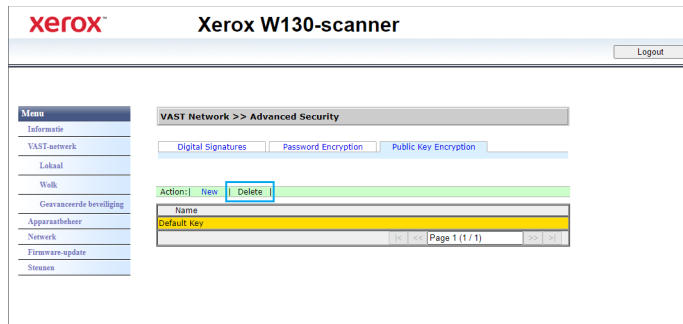 xerox™ Xerox W130-scanner
Logout
Menu
Informatie
VAST-netwerk
Lokaal
Wolk
Geavanceerde beveiliging
Apparaatbeheer
Netwerk
Firmware-update
Steunen
VAST Network >> Advanced Security
Digital Signatures Password Encryption Public Key Encryption
Action:| New | Delete |
Name
Default Key
|< << Page 1 (1 / 1) >> >|